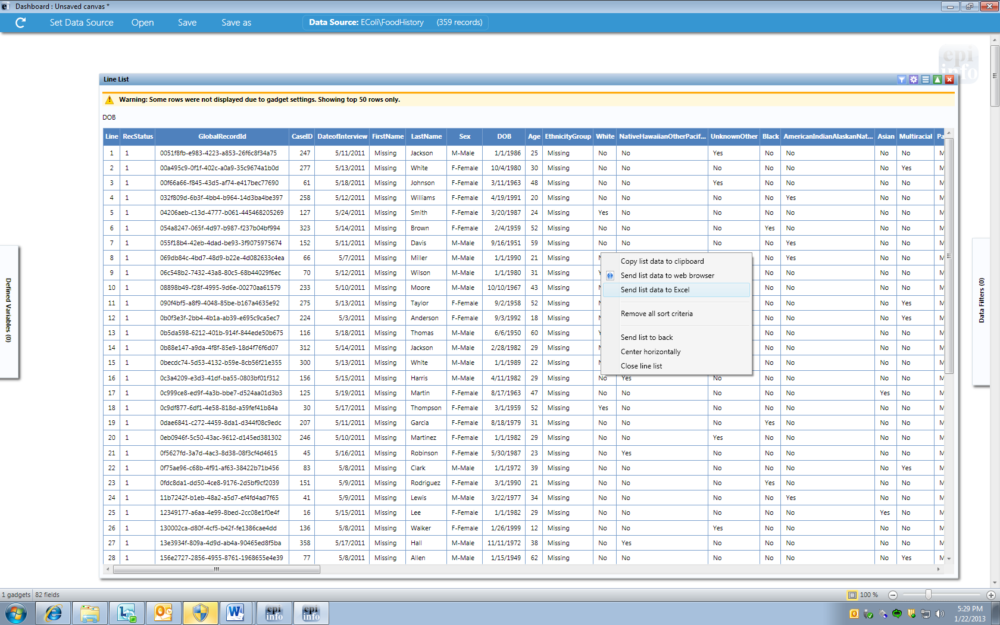 Dashboard : Unsaved canvas *
Set Data Source Open Save Save as Data Source: EColi\FoodHistory (359 records)
epi info
Line List
Warning: Some rows were not displayed due to gadget settings. Showing top 50 rows only.
DOB
Line RecStatus GlobalRecordId CaseID DateofInterview FirstName LastName Sex DOB Age EthnicityGroup White NativeHawaiianOtherPacif... UnknownOther Black AmericanIndianAlaskanNat... Asian Multiracial Pa
1 1 0051f8fb-e983-4223-a853-26f6c8f34a75 247 5/11/2011 Missing Jackson M-Male 1/1/1986 25 Missing No No Yes No No No No M
2 1 00a495c9-0f1f-402c-a0a9-35c9674a1b0d 277 5/13/2011 Missing White F-Female 10/4/1980 30 Missing No No No No No No Yes M
3 1 00f66a66-f845-43d5-af74-e417bec77690 61 5/18/2011 Missing Johnson F-Female 3/11/1963 48 Missing No No Yes No No No No M
4 1 032f809d-6b3f-4bb4-b964-14d3ba4be397 258 5/12/2011 Missing Williams F-Female 4/19/1991 20 Missing No No No No Yes No No M
5 1 04206aeb-c13d-4777-b061-445468205269 127 5/24/2011 Missing Smith F-Female 3/20/1987 24 Missing Yes No No No No No No M
6 1 054a8247-065f-4d97-b987-f237b04bf994 323 5/14/2011 Missing Brown F-Female 2/4/1959 52 Missing No No No Yes No No No M
7 1 055f18b4-42eb-4dad-be93-3f9075975674 152 5/11/2011 Missing Davis M-Male 9/16/1951 59 Missing No No No No Yes No No M
8 1 069db84c-4bd7-48d9-b22e-4d082633c4ea 66 5/7/2011 Missing Miller M-Male 1/1/1990 21 Missing No Yes No No M
9 1 06c548b2-7432-43a8-80c5-68b44029f6ec 70 5/12/2011 Missing Wilson M-Male 1/1/1980 31 Missing No No No No M
10 1 08898b49-f28f-4995-9d6e-00270aa61579 233 5/10/2011 Missing Moore M-Male 10/10/1967 43 Missing No No No No M
11 1 090f4bf5-a8f9-4048-85be-b167a4635e92 275 5/13/2011 Missing Taylor F-Female 9/2/1958 52 Missing No No No Yes M
12 1 0b0f3e3f-2bb4-4b1a-ab39-e695c9ca5ec7 224 5/3/2011 Missing Anderson F-Female 9/3/1992 18 Missing No No No Yes M
13 1 0b5da598-6212-401b-914f-844ede50b675 116 5/18/2011 Missing Thomas M-Male 6/6/1950 60 Missing No No No No M
14 1 0b88e147-a9da-4f8f-85e9-18d4f76f6d07 312 5/14/2011 Missing Jackson M-Male 2/28/1982 29 Missing No No No No M
15 1 0becdc74-5d53-4132-b59e-8cb56f21e355 300 5/13/2011 Missing White M-Male 1/1/1989 22 Missing No No No No M
16 1 0c3a4209-e3d3-41df-ba55-0803bf01f312 156 5/15/2011 Missing Harris M-Male 4/11/1982 29 Missing No Yes No No No No No M
17 1 0c999ce8-ed9f-4a3b-bbe7-d524aa01d3b3 125 5/19/2011 Missing Martin F-Female 8/17/1963 47 Missing No No No No No Yes No M
18 1 0c9df877-6df1-4e58-818d-a59fef41b84a 30 5/17/2011 Missing Thompson F-Female 3/1/1959 52 Missing Yes No No No No No No M
19 1 0dae6841-c272-4459-8da1-d344f08c9edc 207 5/11/2011 Missing Garcia F-Female 8/18/1979 31 Missing No No No Yes No No No M
20 1 0eb0946f-5c50-43ac-9612-d145ed381302 246 5/10/2011 Missing Martinez F-Female 1/1/1982 29 Missing No No Yes No No No No M
21 1 0f5627fd-3a7d-4ac3-8d38-08f3cf4d4615 45 5/16/2011 Missing Robinson F-Female 5/30/1987 23 Missing No Yes No No No No No M
22 1 0f75ae96-c68b-4f91-af63-38422b71b456 83 5/8/2011 Missing Clark M-Male 1/1/1972 39 Missing No No No No No No Yes M
23 1 0fdc8da1-dd50-4ce8-9176-2d5bf9cf2039 151 5/9/2011 Missing Rodriguez F-Female 3/1/1990 21 Missing No No No Yes No No No M
24 1 11b7242f-b1eb-48a2-a5d7-ef4fd4ad7f65 41 5/9/2011 Missing Lewis M-Male 3/22/1977 34 Missing No No No No Yes No No M
25 1 12349177-a6aa-4e99-8bed-2cc08e1f0e4f 16 5/15/2011 Missing Lee F-Female 1/1/1982 29 Missing No No No No No Yes No M
26 1 130002ca-d80f-4cf5-b42f-fe1386cae4dd 136 5/8/2011 Missing Walker F-Female 1/26/1999 12 Missing No No Yes No No No No M
27 1 13e3934f-809a-4d9d-ab4a-90465ed8f5ba 358 5/17/2011 Missing Hall M-Male 11/11/1972 38 Missing No Yes No No No No No M
28 1 156e2727-2856-4955-8761-1968655e4e39 77 5/8/2011 Missing Allen M-Male 1/15/1949 62 Missing No No No No No No Yes M
Copy list data to clipboard
Send list data to web browser
Send list data to Excel
Remove all sort criteria
Send list to back
Center horizontally
Close line list
Defined Variables (0)
Data Filters (0)
1 gadgets 82 fields 100 %
epi info
epi info
5:29 PM
1/22/2013